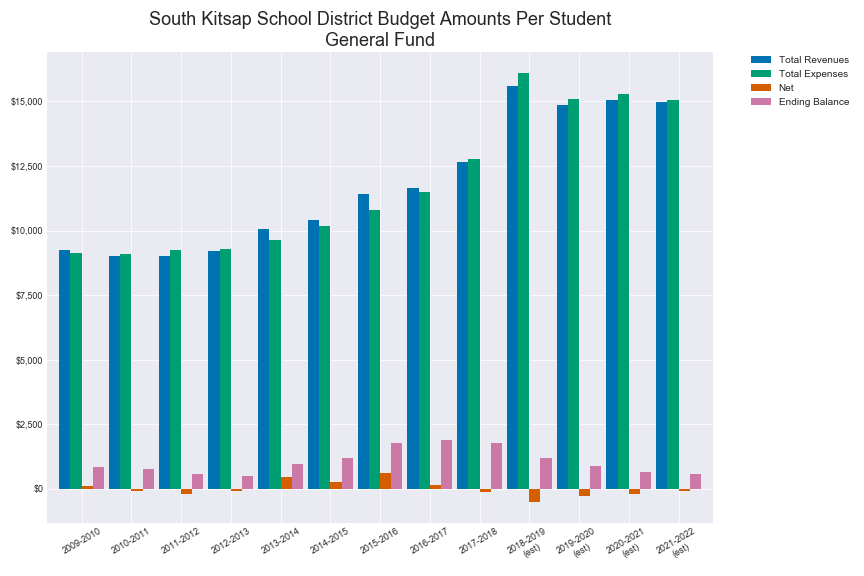 South Kitsap School District Budget Amounts Per Student
General Fund
Total Revenues
Total Expenses
Net
Ending Balance
$15,000
$12,500
$10,000
$7,500
$5,000
$2,500
$0
2009-2010
2010-2011
2011-2012
2012-2013
2013-2014
2014-2015
2015-2016
2016-2017
2017-2018
2018-2019
(est)
2019-2020
(est)
2020-2021
(est)
2021-2022
(est)